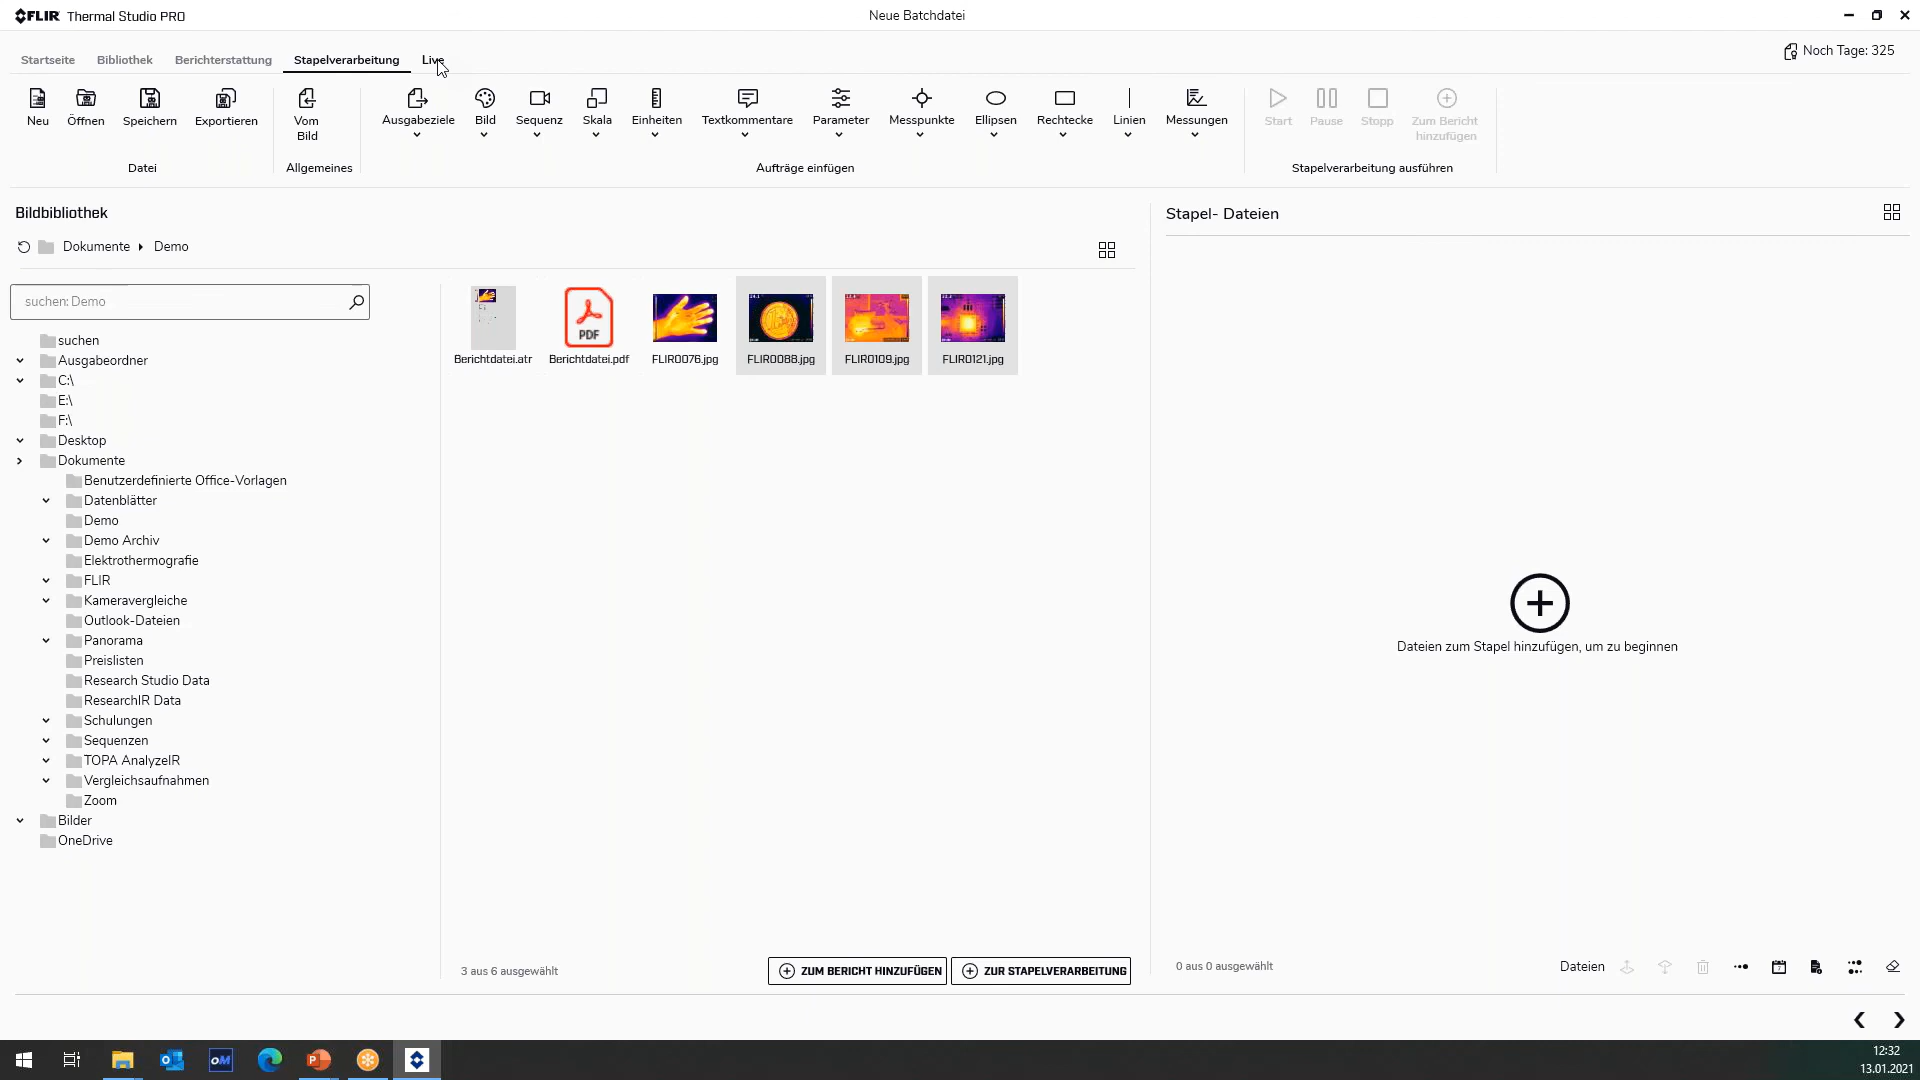 FLIR Thermal Studio PRO
Neue Batchdatei
Startseite Bibliothek Berichterstattung Stapelverarbeitung Live
Noch Tage: 325
Neu Öffnen Speichern Exportieren
Vom
Bild
Ausgabeziele Bild Sequenz Skala Einheiten Textkommentare Parameter Messpunkte Ellipsen Rechtecke Linien Messungen
Start Pause Stopp Zum Bericht
hinzufügen
Datei Allgemeines Aufträge einfügen Stapelverarbeitung ausführen
Bildbibliothek
Dokumente Demo
suchen: Demo
suchen
Ausgabeordner
C:\
E:\
F:\
Desktop
Dokumente
Benutzerdefinierte Office-Vorlagen
Datenblätter
Demo
Demo Archiv
Elektrothermografie
FLIR
Kameravergleiche
Outlook-Dateien
Panorama
Preislisten
Research Studio Data
ResearchIR Data
Schulungen
Sequenzen
TOPA AnalyzeIR
Vergleichsaufnahmen
Zoom
Bilder
OneDrive
PDF
Berichtdatei.atr Berichtdatei.pdf FLIR0076.jpg FLIR0088.jpg FLIR0109.jpg FLIR0121.jpg
3 aus 6 ausgewählt
ZUM BERICHT HINZUFÜGEN ZUR STAPELVERARBEITUNG
Stapel- Dateien
Dateien zum Stapel hinzufügen, um zu beginnen
0 aus 0 ausgewählt
Dateien
12:32
13.01.2021